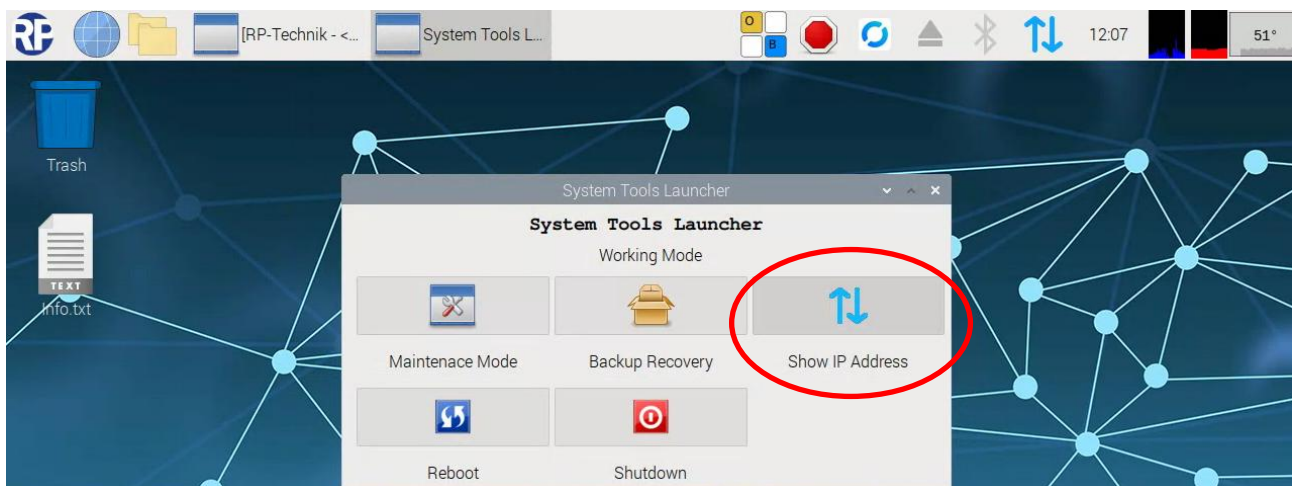 RP
[RP-Technik - <...
System Tools L...
O
B
12:07
51°
Trash
TEXT
Info.txt
System Tools Launcher
System Tools Launcher
Working Mode
Maintenace Mode
Backup Recovery
Show IP Address
Reboot
Shutdown